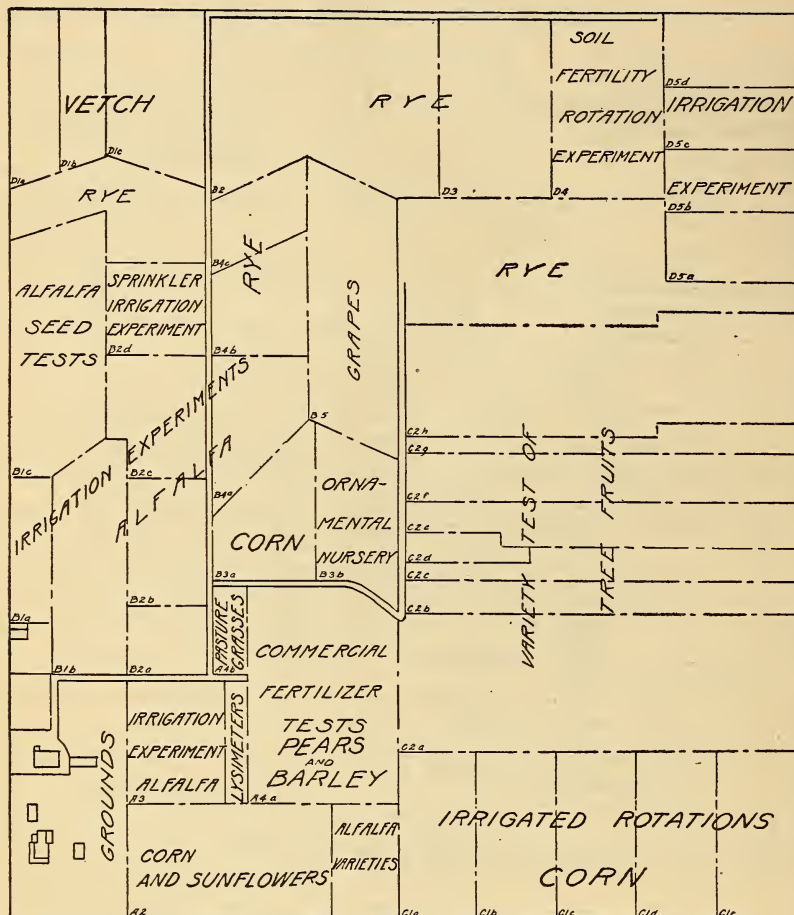 SOIL
FERTILITY
ROTATION
EXPERIMENT
D5d
IRRIGATION
D5c
EXPERIMENT
D5b
D5a
VETCH
RYE
D1a
D1b
D1c
D2
D3
D4
RYE
RYE
RYE
B4c
ALFALFA
SEED
TESTS
SPRINKLER
IRRIGATION
EXPERIMENT
B2d
B4b
GRAPES
IRRIGATION EXPERIMENTS
ALFALFA
B1c
B2c
B4a
B5
ORNA-
MENTAL
NURSERY
CORN
B3a
B3b
C2h
C2g
C2f
C2e
C2d
C2c
C2b
VARIETY TEST OF
TREE FRUITS
B1a
B2b
B1b
B2a
A4b
PASTURE
GRASSES
COMMERCIAL
FERTILIZER
TESTS
PEARS
AND
BARLEY
LYSIMETERS
IRRIGATION
EXPERIMENT
ALFALFA
GROUNDS
A3
A4a
C2a
CORN
AND SUNFLOWERS
ALFALFA
VARIETIES
IRRIGATED ROTATIONS
CORN
A2
C1a
C1b
C1c
C1d
C1e